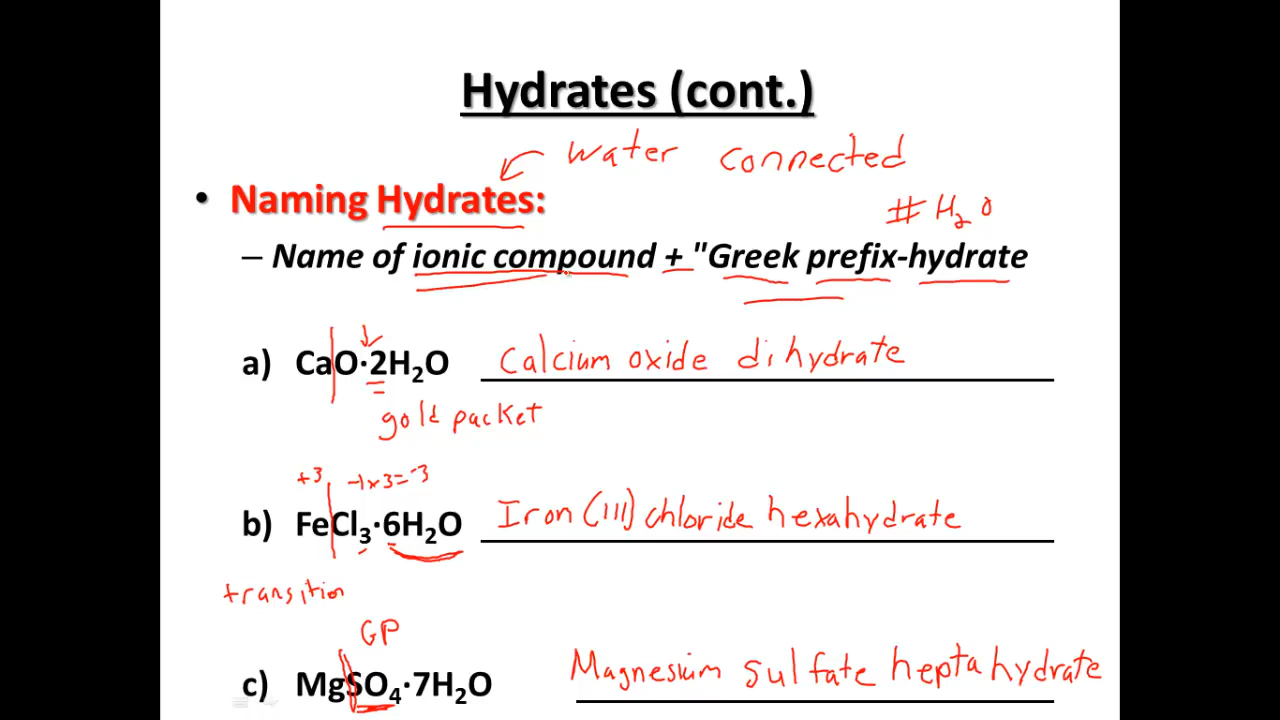 Hydrates (cont.)
water connected
• Naming Hydrates:
# H₂O
– Name of ionic compound + "Greek prefix-hydrate
a) CaO·2H₂O Calcium oxide dihydrate
gold packet
+3 -1x3=-3
b) FeCl₃·6H₂O Iron (III) chloride hexahydrate
transition
GP
c) MgSO₄·7H₂O Magnesium sulfate heptahydrate